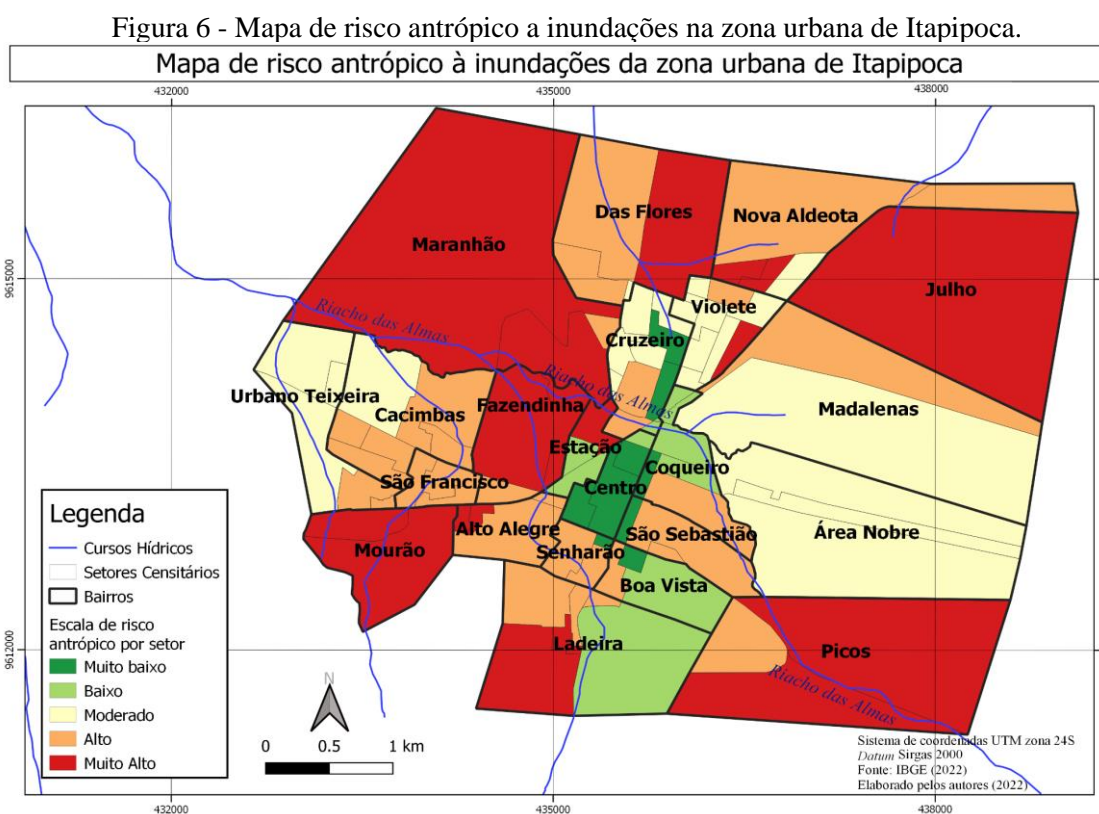 Figura 6 - Mapa de risco antrópico a inundações na zona urbana de Itapipoca.
Mapa de risco antrópico à inundações da zona urbana de Itapipoca
432000
435000
438000
9615000
9612000
Das Flores
Nova Aldeota
Maranhão
Julho
Violete
Riacho das Almas
Cruzeiro
Riacho das Almas
Urbano Teixeira
Cacimbas
Fazendinha
Madalenas
Estação
Coqueiro
São Francisco
Centro
Alto Alegre
São Sebastião
Área Nobre
Mourão
Senharão
Boa Vista
Ladeira
Picos
Riacho das Almas
Legenda
Cursos Hídricos
Setores Censitários
Bairros
Escala de risco
antrópico por setor
Muito baixo
Baixo
Moderado
Alto
Muito Alto
N
0 0.5 1 km
Sistema de coordenadas UTM zona 24S
Datum Sirgas 2000
Fonte: IBGE (2022)
Elaborado pelos autores (2022)
432000
435000
438000